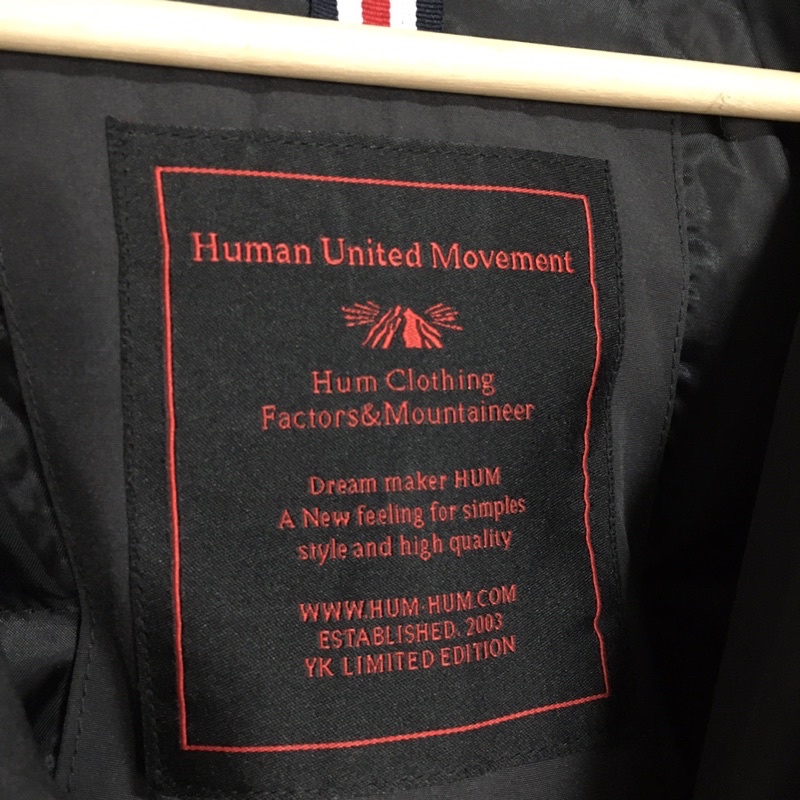 Human United Movement
Hum Clothing
Factors&Mountaineer
Dream maker HUM
A New feeling for simples
style and high quality
WWW.HUM-HUM.COM
ESTABLISHED. 2003
YK LIMITED EDITION